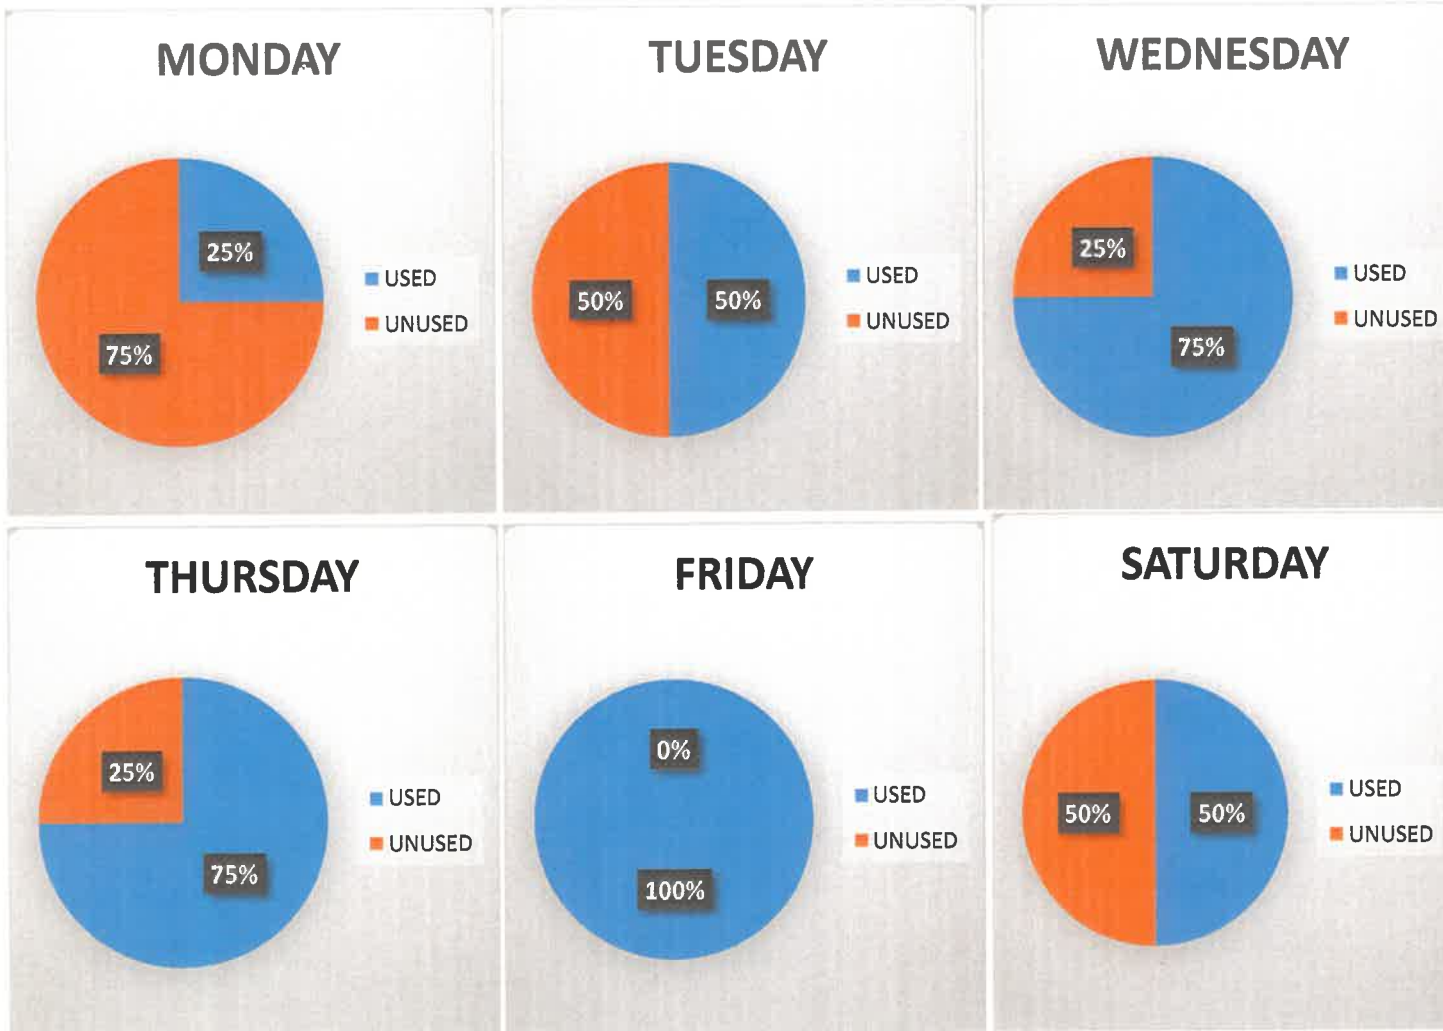 MONDAY
25%
75%
USED
UNUSED
TUESDAY
50%
50%
USED
UNUSED
WEDNESDAY
25%
75%
USED
UNUSED
THURSDAY
25%
75%
USED
UNUSED
FRIDAY
0%
100%
USED
UNUSED
SATURDAY
50%
50%
USED
UNUSED